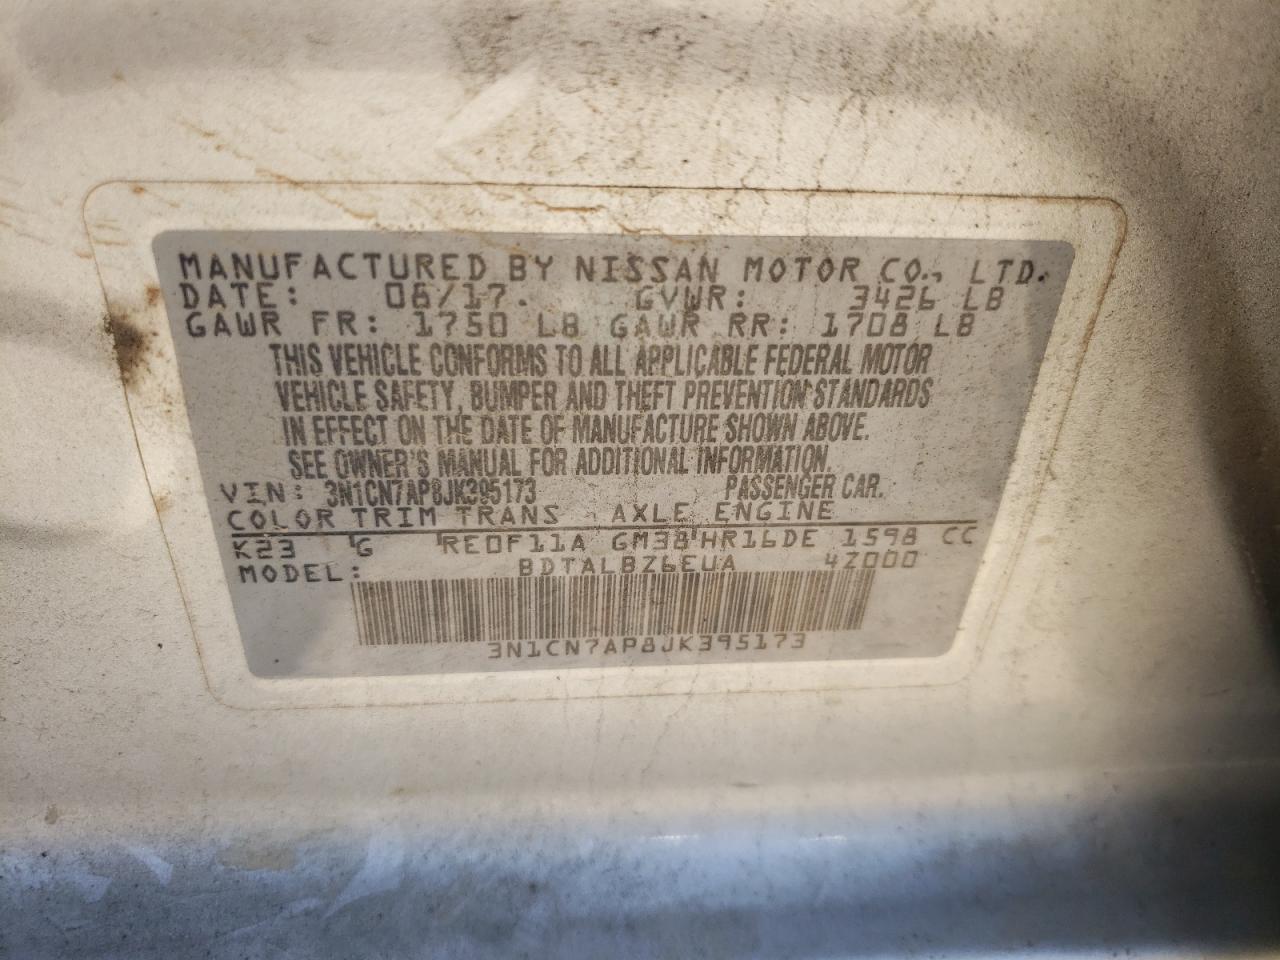 MANUFACTURED BY NISSAN MOTOR CO., LTD.
DATE: 06/17. GVWR: 3426 LB
GAWR FR: 1750 LB GAWR RR: 1708 LB
THIS VEHICLE CONFORMS TO ALL APPLICABLE FEDERAL MOTOR
VEHICLE SAFETY, BUMPER AND THEFT PREVENTION STANDARDS
IN EFFECT ON THE DATE OF MANUFACTURE SHOWN ABOVE.
SEE OWNER'S MANUAL FOR ADDITIONAL INFORMATION.
VIN: 3N1CN7AP8JK395173 PASSENGER CAR.
COLOR TRIM TRANS AXLE ENGINE
K23 G RE0F11A GM38 HR16DE 1598 CC
MODEL: BDTALBZ6EUA 4Z000
3N1CN7AP8JK395173